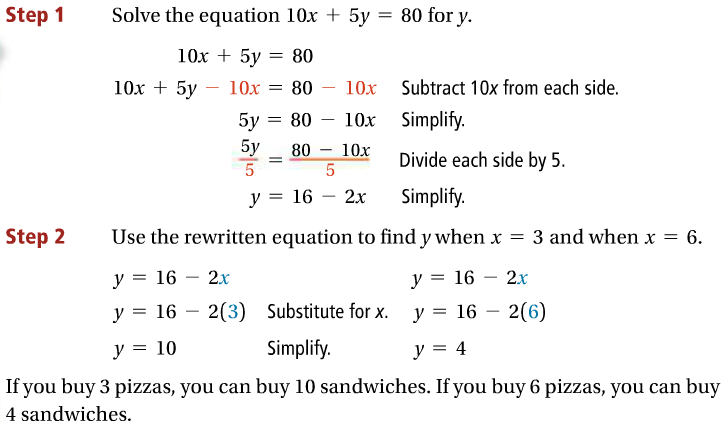 Step 1 Solve the equation 10x + 5y = 80 for y.
10x + 5y = 80
10x + 5y − 10x = 80 − 10x Subtract 10x from each side.
5y = 80 − 10x Simplify.
5y/5 = 80 − 10x/5 Divide each side by 5.
y = 16 − 2x Simplify.
Step 2 Use the rewritten equation to find y when x = 3 and when x = 6.
y = 16 − 2x y = 16 − 2x
y = 16 − 2(3) Substitute for x. y = 16 − 2(6)
y = 10 Simplify. y = 4
If you buy 3 pizzas, you can buy 10 sandwiches. If you buy 6 pizzas, you can buy
4 sandwiches.